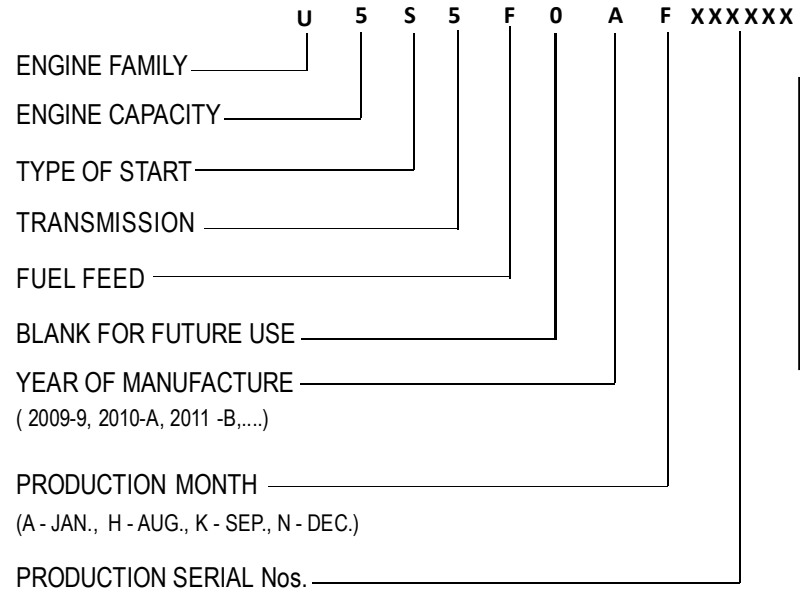 U 5 S 5 F 0 A F XXXXXX
ENGINE FAMILY
ENGINE CAPACITY
TYPE OF START
TRANSMISSION
FUEL FEED
BLANK FOR FUTURE USE
YEAR OF MANUFACTURE
( 2009-9, 2010-A, 2011 -B,....)
PRODUCTION MONTH
(A - JAN., H - AUG., K - SEP., N - DEC.)
PRODUCTION SERIAL Nos.